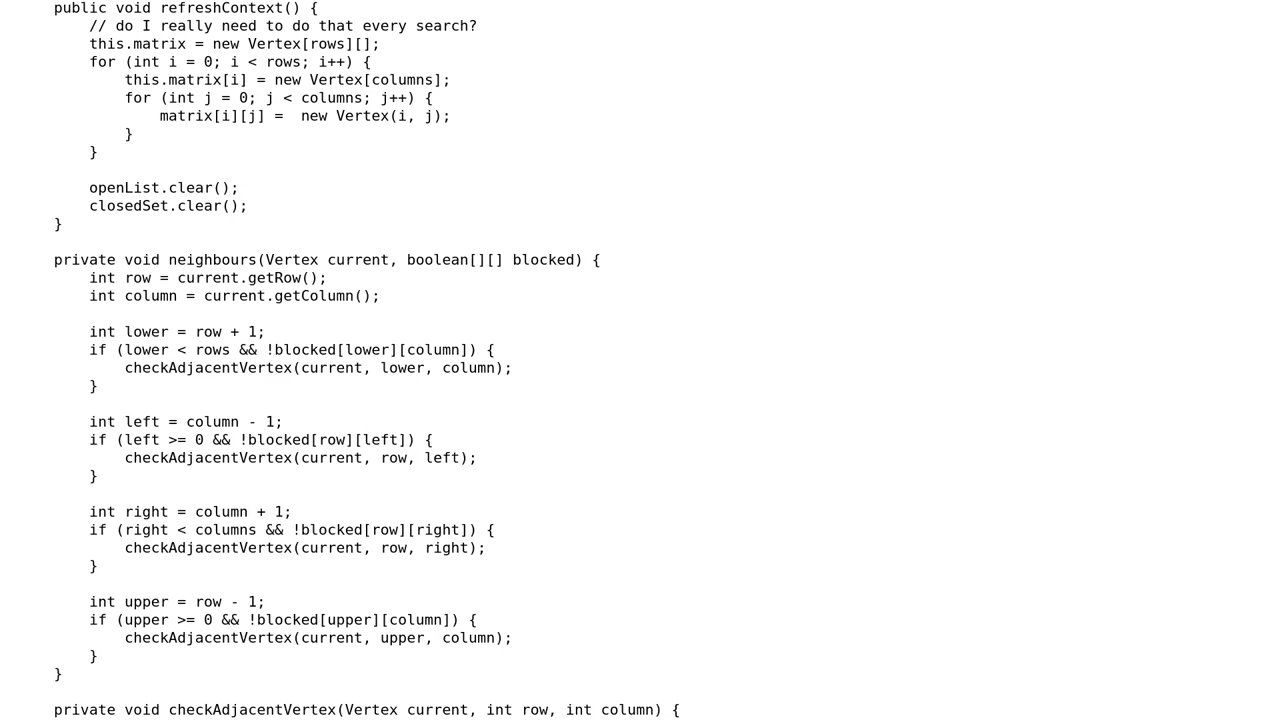 public void refreshContext() {
// do I really need to do that every search?
this.matrix = new Vertex[rows][];
for (int i = 0; i < rows; i++) {
this.matrix[i] = new Vertex[columns];
for (int j = 0; j < columns; j++) {
matrix[i][j] =  new Vertex(i, j);
}
}
openList.clear();
closedSet.clear();
}
private void neighbours(Vertex current, boolean[][] blocked) {
int row = current.getRow();
int column = current.getColumn();
int lower = row + 1;
if (lower < rows && !blocked[lower][column]) {
checkAdjacentVertex(current, lower, column);
}
int left = column - 1;
if (left >= 0 && !blocked[row][left]) {
checkAdjacentVertex(current, row, left);
}
int right = column + 1;
if (right < columns && !blocked[row][right]) {
checkAdjacentVertex(current, row, right);
}
int upper = row - 1;
if (upper >= 0 && !blocked[upper][column]) {
checkAdjacentVertex(current, upper, column);
}
}
private void checkAdjacentVertex(Vertex current, int row, int column) {